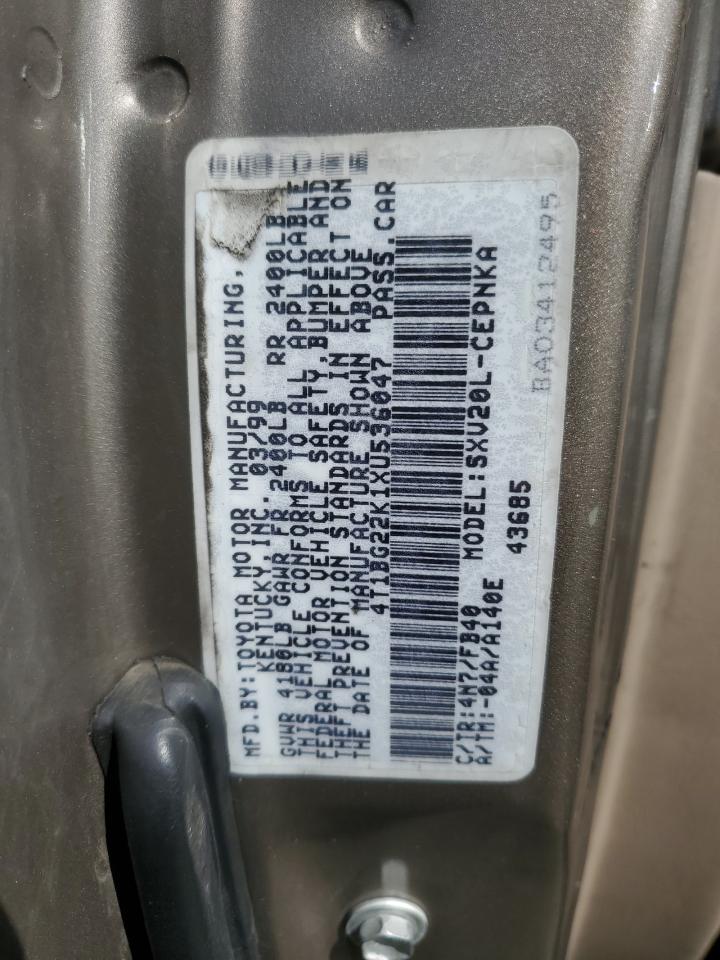 MFD.BY:TOYOTA MOTOR MANUFACTURING,
KENTUCKY,INC. 03/99
GVWR 4180LB GAWR FR 2400LB RR 2400LB
THIS VEHICLE CONFORMS TO ALL APPLICABLE
FEDERAL MOTOR VEHICLE SAFETY,BUMPER AND
THEFT PREVENTION STANDARDS IN EFFECT ON
THE DATE OF MANUFACTURE SHOWN ABOVE
4T1BG22K1XU536047 PASS.CAR
C/TR:4N7/FB40 MODEL:SXV20L-CEPNKA
A/TM:-04A/A140E 43685
BA03412495